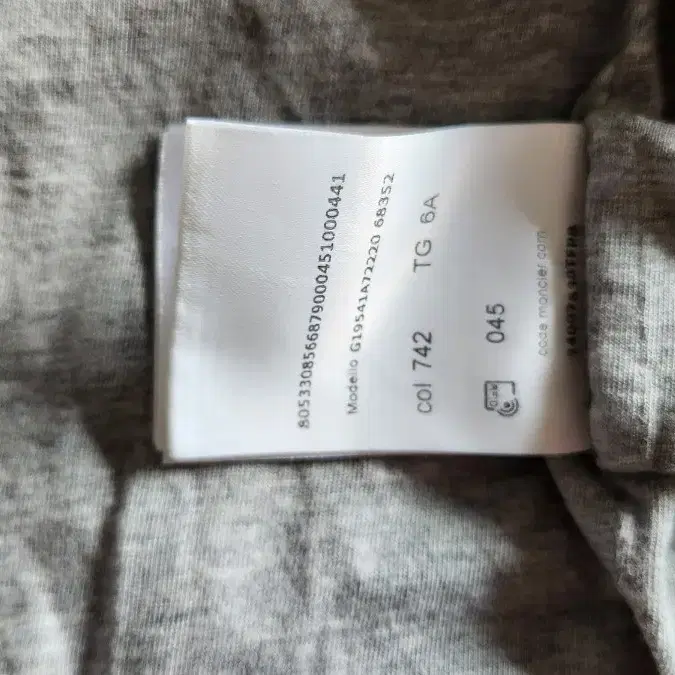 8053308566879000451000441
Modello G19541A72220 68352
col 742 TG 6A
045
code.moncler.com